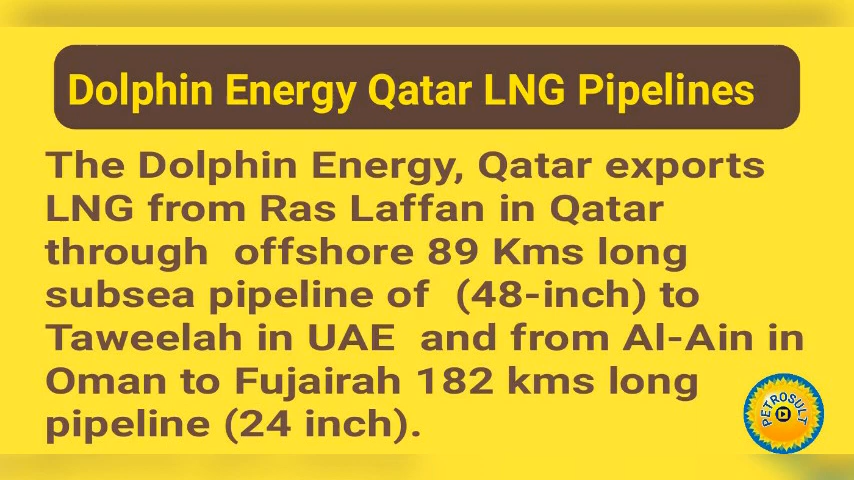 Dolphin Energy Qatar LNG Pipelines
The Dolphin Energy, Qatar exports
LNG from Ras Laffan in Qatar
through offshore 89 Kms long
subsea pipeline of (48-inch) to
Taweelah in UAE and from Al-Ain in
Oman to Fujairah 182 kms long
pipeline (24 inch).
PETROSULT